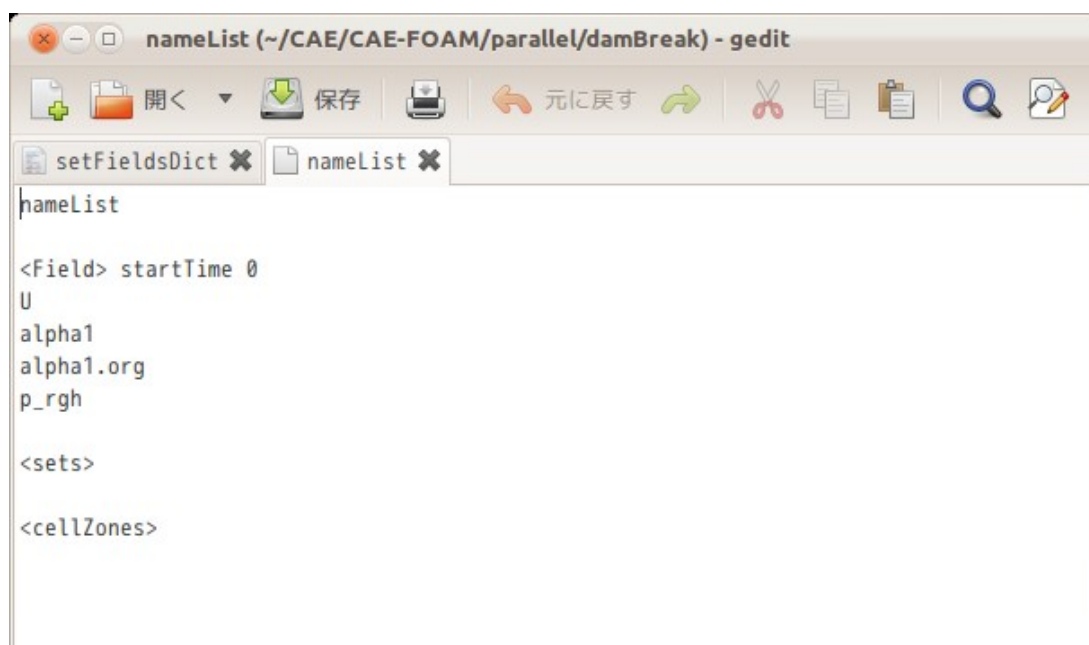 nameList (~/CAE/CAE-FOAM/parallel/damBreak) - gedit
開く 保存 元に戻す
setFieldsDict nameList
nameList
<Field> startTime 0
U
alpha1
alpha1.org
p_rgh
<sets>
<cellZones>